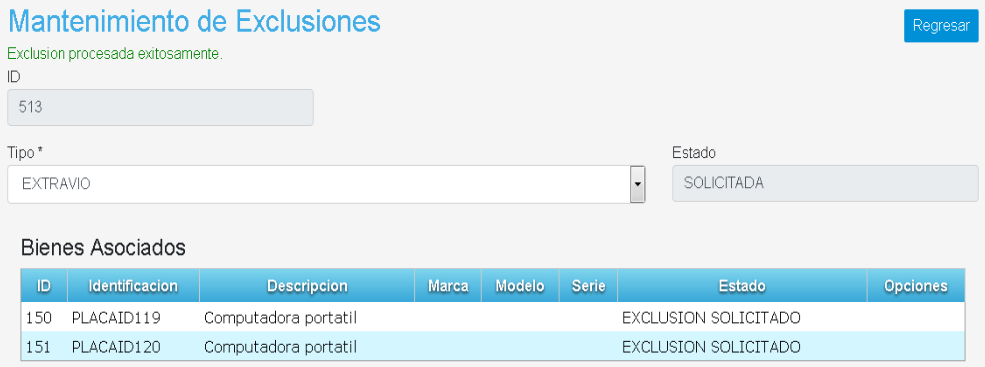 Mantenimiento de Exclusiones
Regresar
Exclusion procesada exitosamente.
ID
513
Tipo * Estado
EXTRAVIO SOLICITADA
Bienes Asociados
ID Identificacion Descripcion Marca Modelo Serie Estado Opciones
150 PLACAID119 Computadora portatil EXCLUSION SOLICITADO
151 PLACAID120 Computadora portatil EXCLUSION SOLICITADO